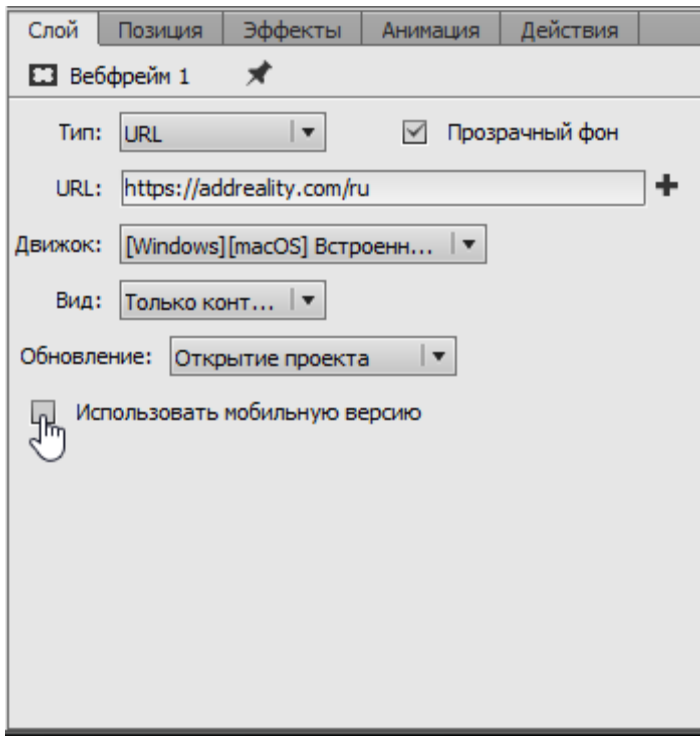 Слой Позиция Эффекты Анимация Действия
Вебфрейм 1
Тип: URL Прозрачный фон
URL: https://addreality.com/ru
Движок: [Windows][macOS] Встроенн...
Вид: Только конт...
Обновление: Открытие проекта
Использовать мобильную версию